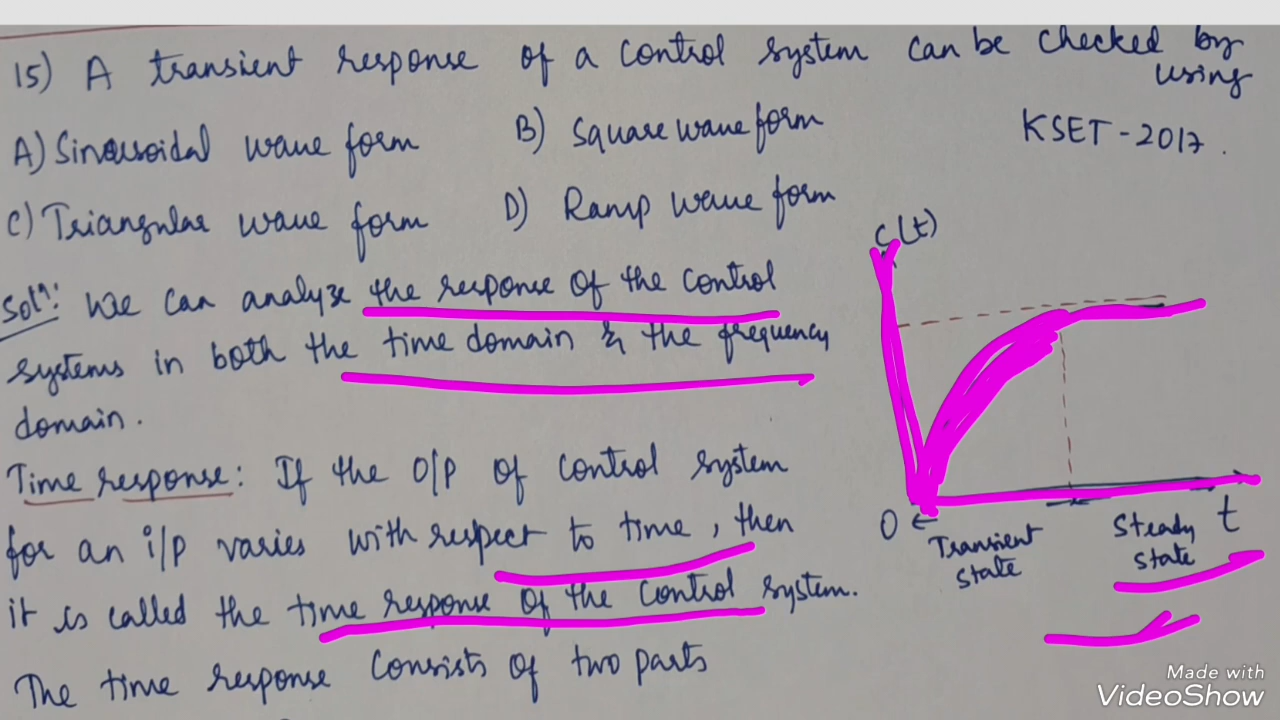 15) A transient response of a control system can be checked by
using
A) Sinusoidal wave form B) Square wave form KSET-2017.
C) Triangular wave form D) Ramp wave form
C(t)
Soln: We can analyze the response of the control
systems in both the time domain & the frequency
domain.
Time response: If the O/P of control system
for an i/p varies with respect to time, then
it is called the time response of the control system.
The time response consists of two parts
0 ← Transient state Steady state t
Made with
VideoShow